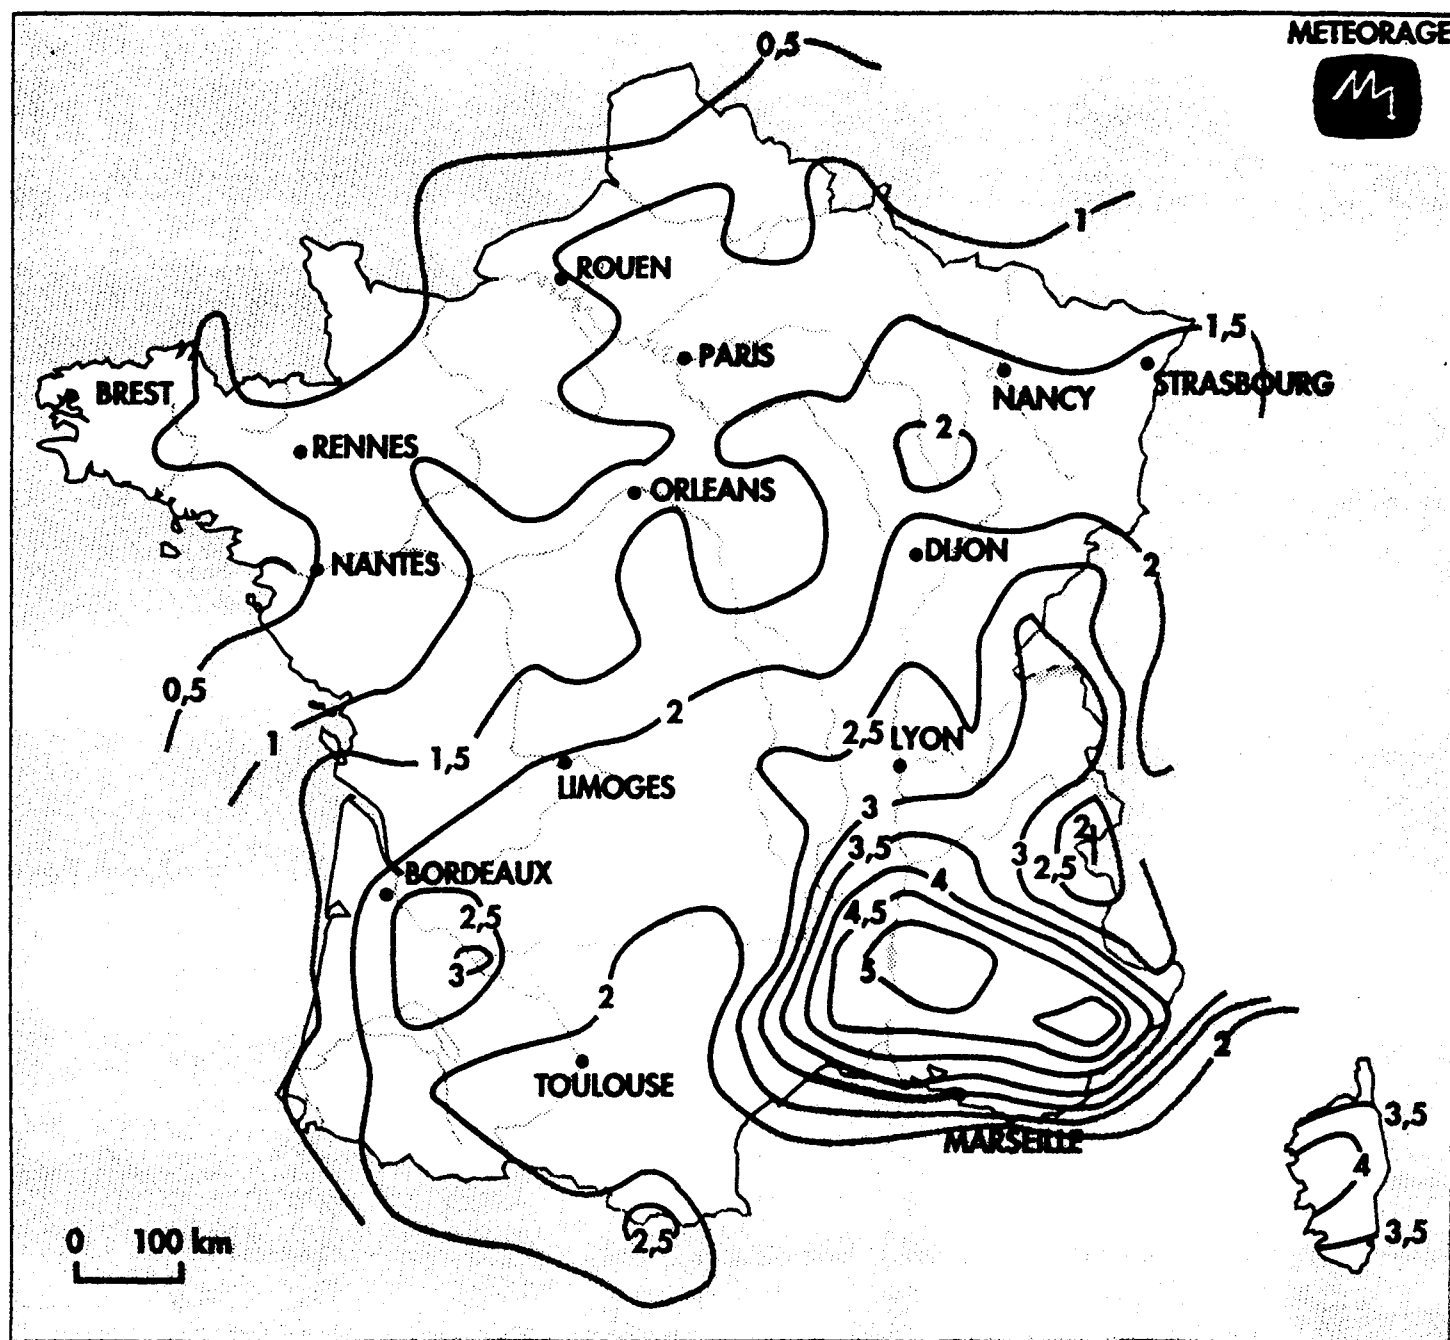 METEORAGE
0,5
1
ROUEN
PARIS
1,5
NANCY
STRASBOURG
BREST
RENNES
2
ORLEANS
NANTES
DIJON
2
0,5
1
1,5
2
2,5
LYON
LIMOGES
3
3,5
2
3
2,5
BORDEAUX
4
2,5
4,5
3
5
2
2
TOULOUSE
MARSEILLE
3,5
4
3,5
2,5
0 100 km